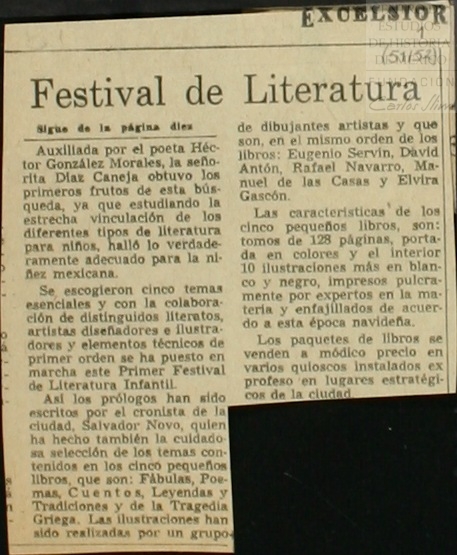 EXCELSIOR
ESTUDIOS
DE HISTORIA
FUNDACIÓN
Carlos Slim
(51152)
Festival de Literatura
Sigue de la página diez
Auxiliada por el poeta Héc-
tor González Morales, la seño-
rita Díaz Caneja obtuvo los
primeros frutos de esta bús-
queda, ya que estudiando la
estrecha vinculación de los
diferentes tipos de literatura
para niños, halló lo verdade-
ramente adecuado para la ni-
ñez mexicana.
Se escogieron cinco temas
esenciales y con la colabora-
ción de distinguidos literatos,
artistas diseñadores e ilustra-
dores y elementos técnicos de
primer orden se ha puesto en
marcha este Primer Festival
de Literatura Infantil.
Así los prólogos han sido
escritos por el cronista de la
ciudad, Salvador Novo, quien
ha hecho también la cuidado-
sa selección de los temas con-
tenidos en los cinco pequeños
libros, que son: Fábulas, Poe-
mas, Cuentos, Leyendas y
Tradiciones y de la Tragedia
Griega. Las ilustraciones han
sido realizadas por un grupo
de dibujantes artistas y que
son, en el mismo orden de los
libros: Eugenio Servín, David
Antón, Rafael Navarro, Ma-
nuel de las Casas y Elvira
Gascón.
Las características de los
cinco pequeños libros, son:
tomos de 128 páginas, porta-
da en colores y el interior
10 ilustraciones más en blan-
co y negro, impresos pulcra-
mente por expertos en la ma-
teria y enfajillados de acuer-
do a esta época navideña.
Los paquetes de libros se
venden a módico precio en
varios quioscos instalados ex
profeso en lugares estratégi-
cos de la ciudad